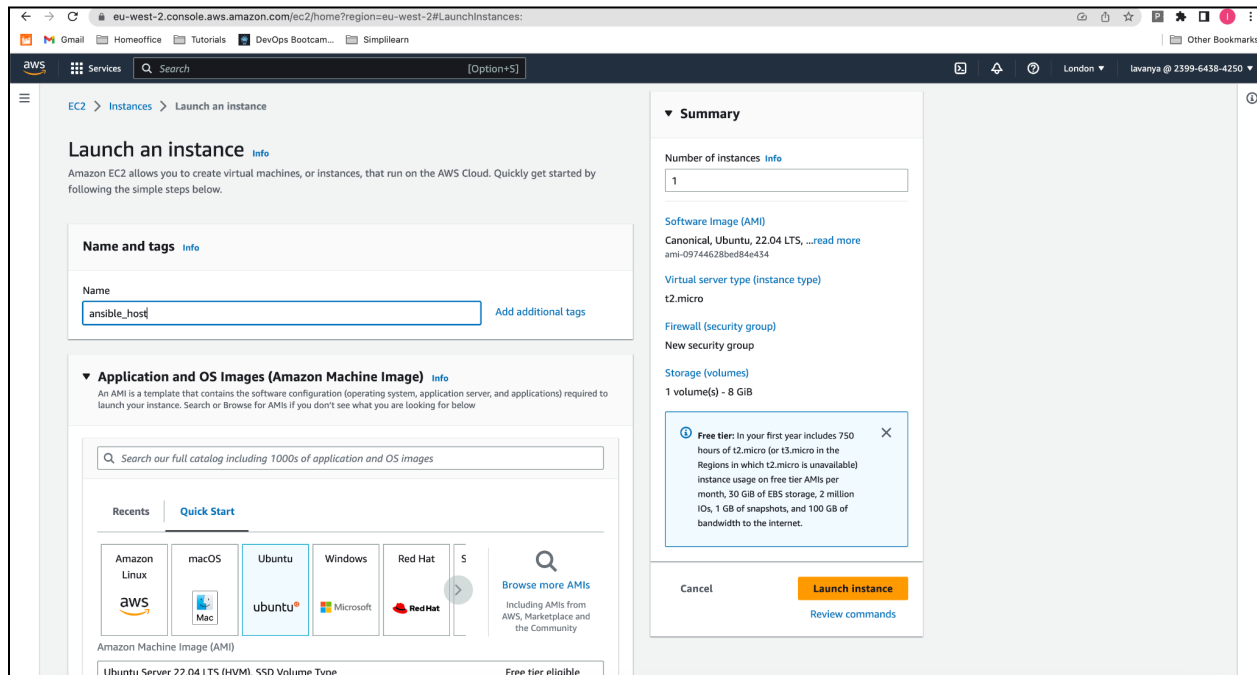 eu-west-2.console.aws.amazon.com/ec2/home?region=eu-west-2#LaunchInstances:
Gmail Homeoffice Tutorials DevOps Bootcam... Simplilearn Other Bookmarks
aws Services Search [Option+S] London lavanya @ 2399-6438-4250
EC2 > Instances > Launch an instance
Launch an instance Info
Amazon EC2 allows you to create virtual machines, or instances, that run on the AWS Cloud. Quickly get started by
following the simple steps below.
Name and tags Info
Name
ansible_host
Add additional tags
Application and OS Images (Amazon Machine Image) Info
An AMI is a template that contains the software configuration (operating system, application server, and applications) required to
launch your instance. Search or Browse for AMIs if you don't see what you are looking for below
Search our full catalog including 1000s of application and OS images
Recents Quick Start
Amazon
Linux
aws
macOS
Mac
Ubuntu
ubuntu
Windows
Microsoft
Red Hat
Red Hat
S
Browse more AMIs
Including AMIs from
AWS, Marketplace and
the Community
Amazon Machine Image (AMI)
Ubuntu Server 22.04 LTS (HVM), SSD Volume Type Free tier eligible
Summary
Number of instances Info
1
Software Image (AMI)
Canonical, Ubuntu, 22.04 LTS, ...read more
ami-09744628bed84e434
Virtual server type (instance type)
t2.micro
Firewall (security group)
New security group
Storage (volumes)
1 volume(s) - 8 GiB
Free tier: In your first year includes 750
hours of t2.micro (or t3.micro in the
Regions in which t2.micro is unavailable)
instance usage on free tier AMIs per
month, 30 GiB of EBS storage, 2 million
IOs, 1 GB of snapshots, and 100 GB of
bandwidth to the internet.
Cancel Launch instance
Review commands